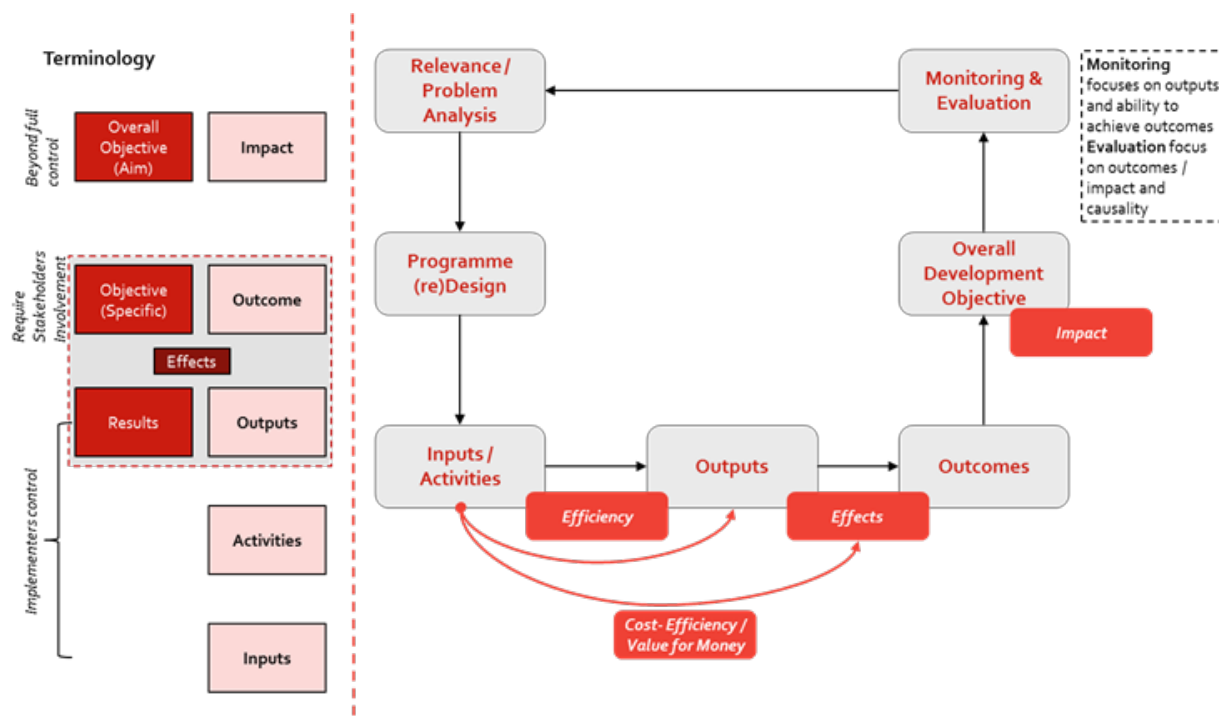 Terminology
Beyond full
control
Overall
Objective
(Aim)
Impact
Require
Stakeholders
Involvement
Objective
(Specific)
Outcome
Effects
Results
Outputs
Implementers control
Activities
Inputs
Relevance /
Problem
Analysis
Monitoring &
Evaluation
Monitoring
focuses on outputs
and ability to
achieve outcomes
Evaluation focus
on outcomes /
impact and
causality
Programme
(re)Design
Overall
Development
Objective
Impact
Inputs /
Activities
Outputs
Outcomes
Efficiency
Effects
Cost- Efficiency /
Value for Money